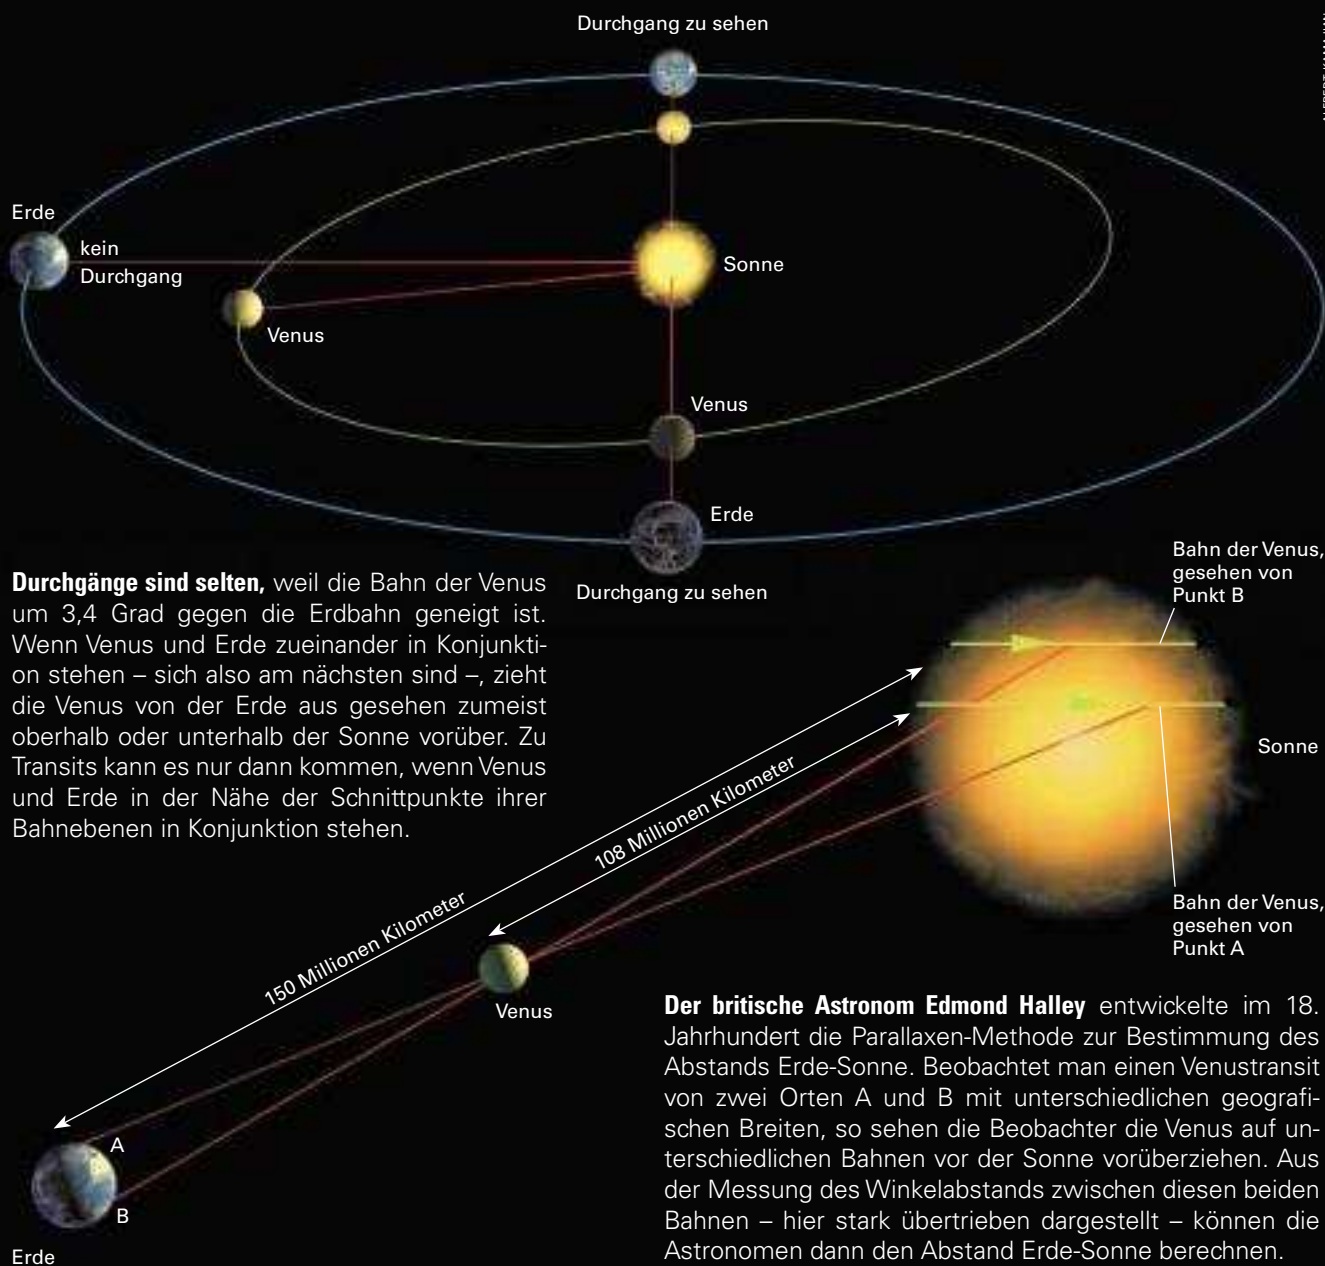 Durchgang zu sehen
Erde
kein
Durchgang
Sonne
Venus
Venus
Erde
Durchgang zu sehen
Durchgänge sind selten, weil die Bahn der Venus
um 3,4 Grad gegen die Erdbahn geneigt ist.
Wenn Venus und Erde zueinander in Konjunkti-
on stehen – sich also am nächsten sind –, zieht
die Venus von der Erde aus gesehen zumeist
oberhalb oder unterhalb der Sonne vorüber. Zu
Transits kann es nur dann kommen, wenn Venus
und Erde in der Nähe der Schnittpunkte ihrer
Bahnebenen in Konjunktion stehen.
Bahn der Venus,
gesehen von
Punkt B
Sonne
108 Millionen Kilometer
150 Millionen Kilometer
Bahn der Venus,
gesehen von
Punkt A
Venus
A
B
Erde
Der britische Astronom Edmond Halley entwickelte im 18.
Jahrhundert die Parallaxen-Methode zur Bestimmung des
Abstands Erde-Sonne. Beobachtet man einen Venustransit
von zwei Orten A und B mit unterschiedlichen geografi-
schen Breiten, so sehen die Beobachter die Venus auf un-
terschiedlichen Bahnen vor der Sonne vorüberziehen. Aus
der Messung des Winkelabstands zwischen diesen beiden
Bahnen – hier stark übertrieben dargestellt – können die
Astronomen dann den Abstand Erde-Sonne berechnen.